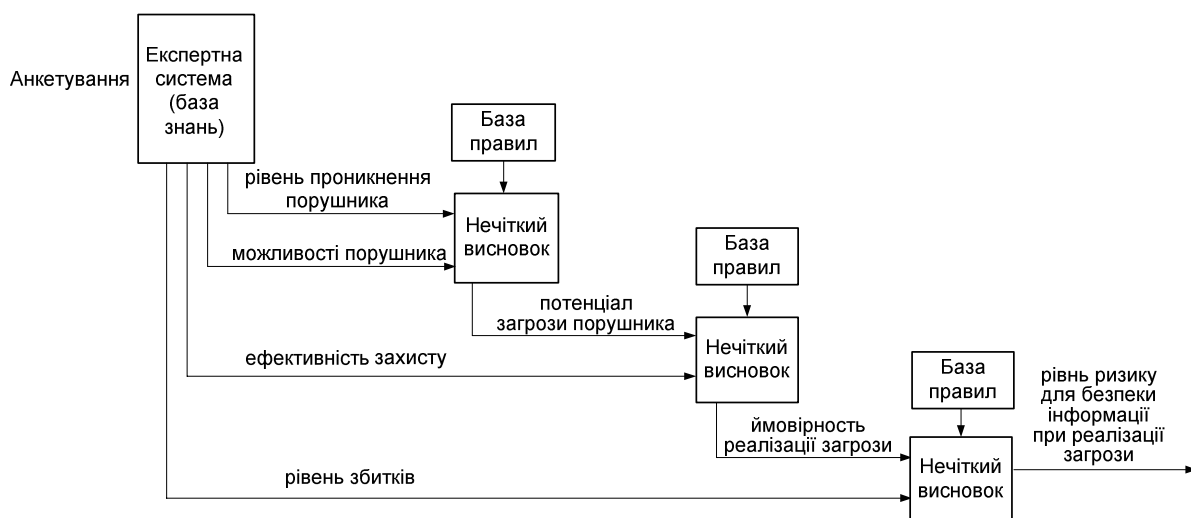 Анкетування
Експертна
система
(база
знань)
База
правил
рівень проникнення
порушника
Нечіткий
висновок
можливості порушника
База
правил
потенціал
загрози порушника
Нечіткий
висновок
ефективність захисту
База
правил
рівнь ризику
для безпеки
інформації
при реалізації
загрози
ймовірність
реалізації загрози
Нечіткий
висновок
рівень збитків